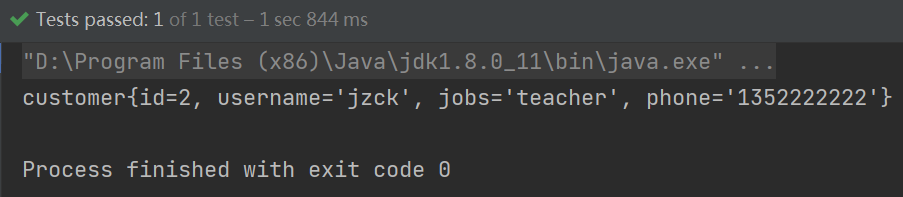 Tests passed: 1 of 1 test – 1 sec 844 ms
"D:\Program Files (x86)\Java\jdk1.8.0_11\bin\java.exe" ...
customer{id=2, username='jzck', jobs='teacher', phone='1352222222'}
Process finished with exit code 0